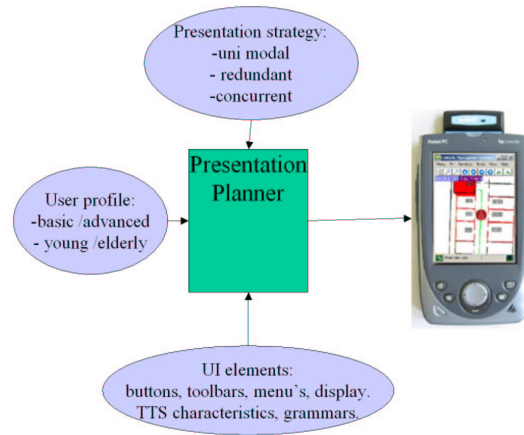 Presentation strategy:
-uni modal
- redundant
-concurrent
Presentation
Planner
User profile:
-basic /advanced
- young /elderly
Pocket PC
UI elements:
buttons, toolbars, menu`s, display.
TTS characteristics, grammars.